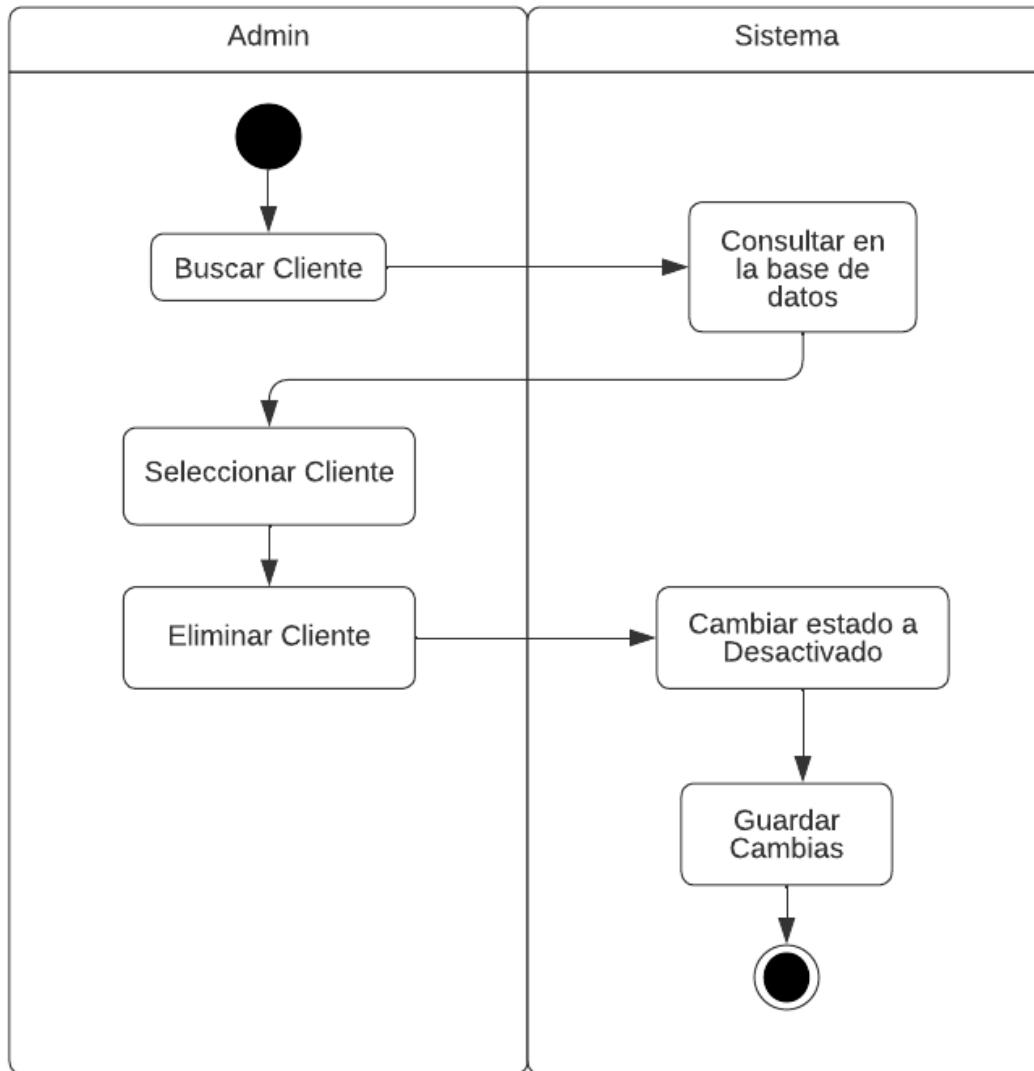 Admin
Sistema
Buscar Cliente
Consultar en
la base de
datos
Seleccionar Cliente
Eliminar Cliente
Cambiar estado a
Desactivado
Guardar
Cambias